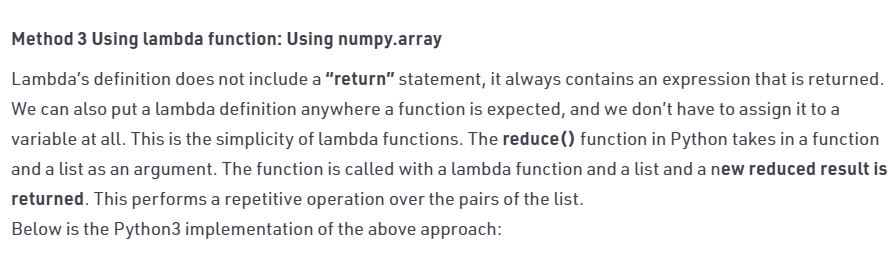 Method 3 Using lambda function: Using numpy.array
Lambda’s definition does not include a “return” statement, it always contains an expression that is returned.
We can also put a lambda definition anywhere a function is expected, and we don’t have to assign it to a
variable at all. This is the simplicity of lambda functions. The reduce() function in Python takes in a function
and a list as an argument. The function is called with a lambda function and a list and a new reduced result is
returned. This performs a repetitive operation over the pairs of the list.
Below is the Python3 implementation of the above approach: